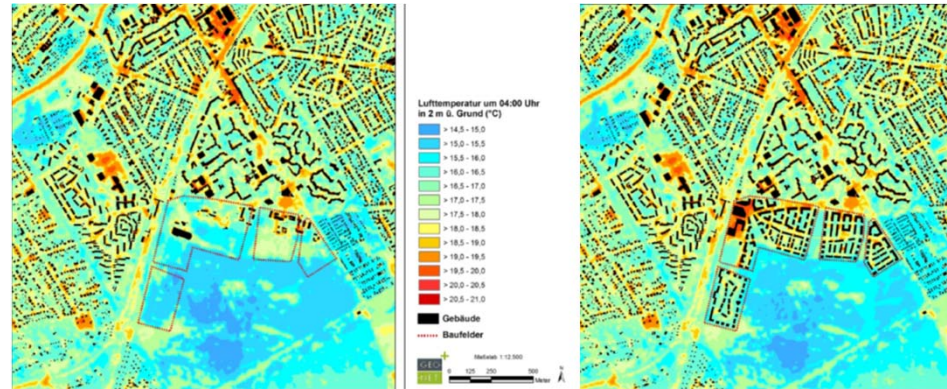 Lufttemperatur um 04:00 Uhr
in 2 m ü. Grund (°C)
> 14,5 - 15,0
> 15,0 - 15,5
> 15,5 - 16,0
> 16,0 - 16,5
> 16,5 - 17,0
> 17,0 - 17,5
> 17,5 - 18,0
> 18,0 - 18,5
> 18,5 - 19,0
> 19,0 - 19,5
> 19,5 - 20,0
> 20,0 - 20,5
> 20,5 - 21,0
Gebäude
Baufelder
GEO
NET
Maßstab 1:12.500
0 125 250 500
Meter
N